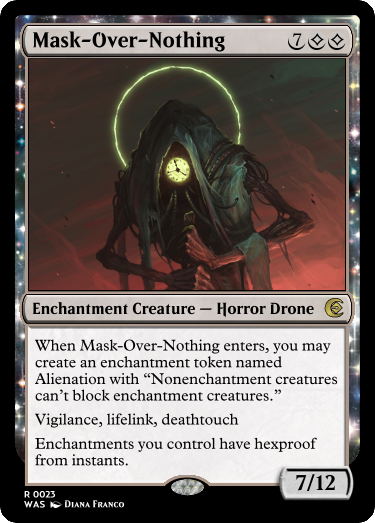 Mask-Over-Nothing 7
Enchantment Creature — Horror Drone
When Mask-Over-Nothing enters, you may
create an enchantment token named
Alienation with “Nonenchantment creatures
can’t block enchantment creatures.”
Vigilance, lifelink, deathtouch
Enchantments you control have hexproof
from instants.
7/12
R 0023
WAS Diana Franco